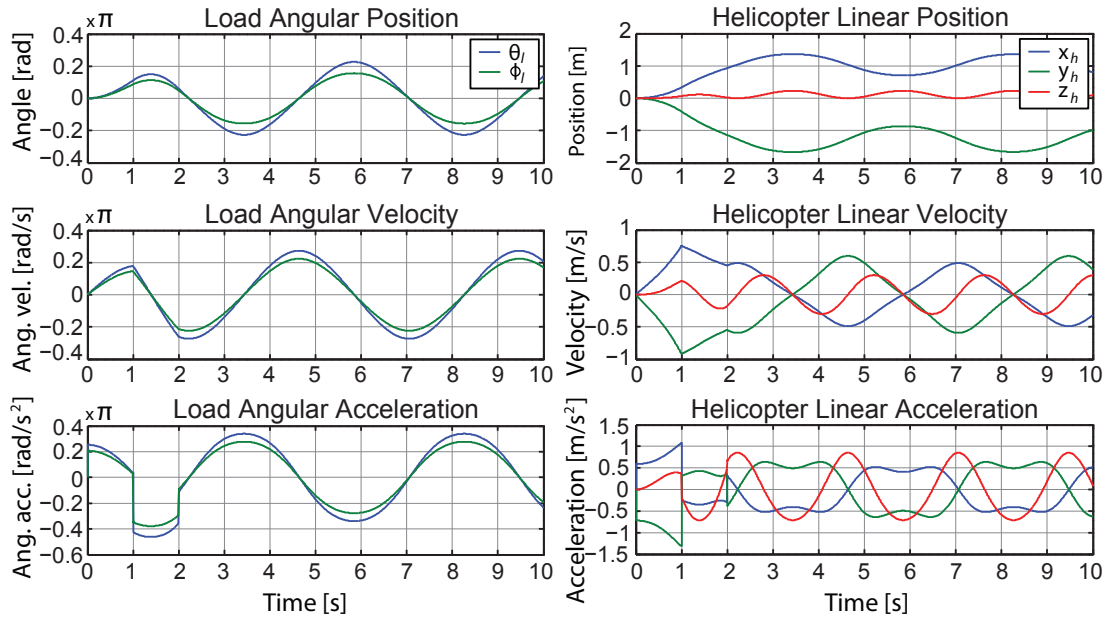 Load Angular Position
× π
Angle [rad]
0.4
0.2
0
−0.2
−0.4
θl
ϕl
0 1 2 3 4 5 6 7 8 9 10
Helicopter Linear Position
Position [m]
2
1
0
−1
−2
xh
yh
zh
0 1 2 3 4 5 6 7 8 9 10
Load Angular Velocity
× π
Ang. vel. [rad/s]
0.4
0.2
0
−0.2
−0.4
0 1 2 3 4 5 6 7 8 9 10
Helicopter Linear Velocity
Velocity [m/s]
1
0.5
0
−0.5
−1
0 1 2 3 4 5 6 7 8 9 10
Load Angular Acceleration
× π
Ang.acc. [rad/s²]
0.4
0.2
0
−0.2
−0.4
−0.6
0 1 2 3 4 5 6 7 8 9 10
Time [s]
Helicopter Linear Acceleration
Acceleration [m/s²]
1.5
1
0.5
0
−0.5
−1
−1.5
0 1 2 3 4 5 6 7 8 9 10
Time [s]